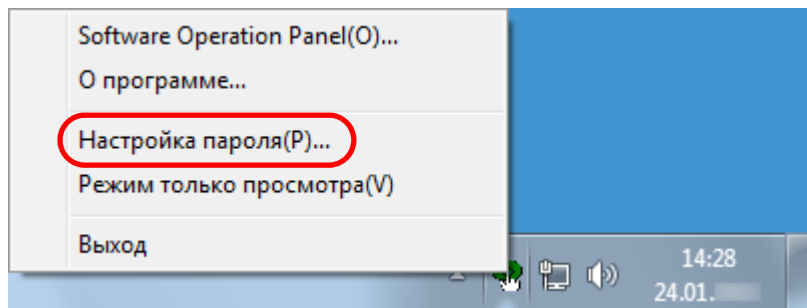 Software Operation Panel(O)...
О программе...
Настройка пароля(P)...
Режим только просмотра(V)
Выход
14:28
24.01.